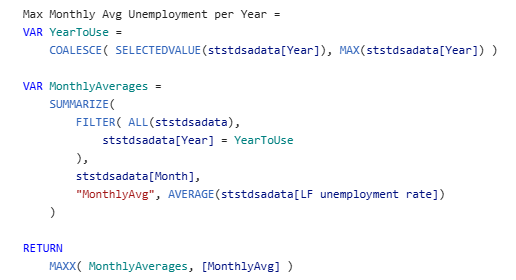 Max Monthly Avg Unemployment per Year =
VAR YearToUse =
COALESCE( SELECTEDVALUE(ststdsadata[Year]), MAX(ststdsadata[Year]) )
VAR MonthlyAverages =
SUMMARIZE(
FILTER( ALL(ststdsadata),
ststdsadata[Year] = YearToUse
),
ststdsadata[Month],
"MonthlyAvg", AVERAGE(ststdsadata[LF unemployment rate])
)
RETURN
MAXX( MonthlyAverages, [MonthlyAvg] )